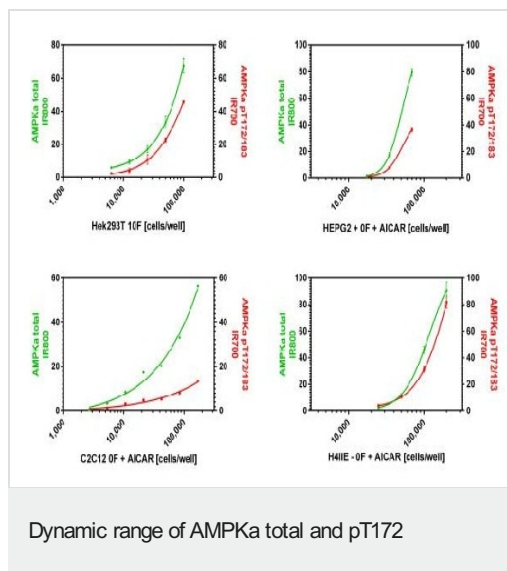 80
60
40
20
0
AMPKa total
IR800
80
60
40
20
0
AMPKa pT172/183
IR700
1,000
10,000
100,000
Hek293T 10F [cells/well]
100
80
60
40
20
0
AMPKa total
IR800
100
80
60
40
20
0
AMPKa pT172/183
IR700
10,000
100,000
HEPG2 + 0F + AICAR [cells/well]
60
40
20
0
AMPKa total
IR800
60
40
20
0
AMPKa pT172/183
IR700
1,000
10,000
100,000
C2C12 0F + AICAR [cells/well]
100
80
60
40
20
0
AMPKa total
IR800
100
80
60
40
20
0
AMPKa pT172/183
IR700
10,000
100,000
H4IIE - 0F + AICAR [cells/well]
Dynamic range of AMPKa total and pT172